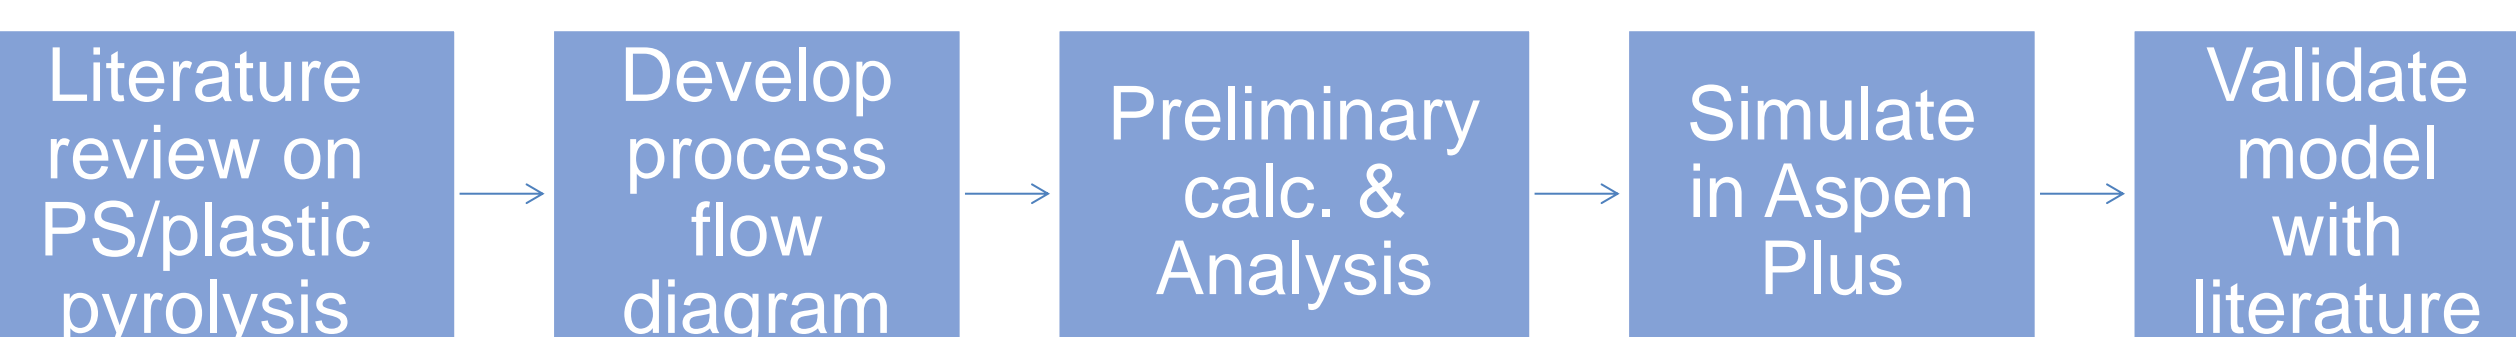 Literature
review on
PS/plastic
pyrolysis
Develop
process
flow
diagram
Preliminary
calc. &
Analysis
Simulate
in Aspen
Plus
Validate
model
with
literature